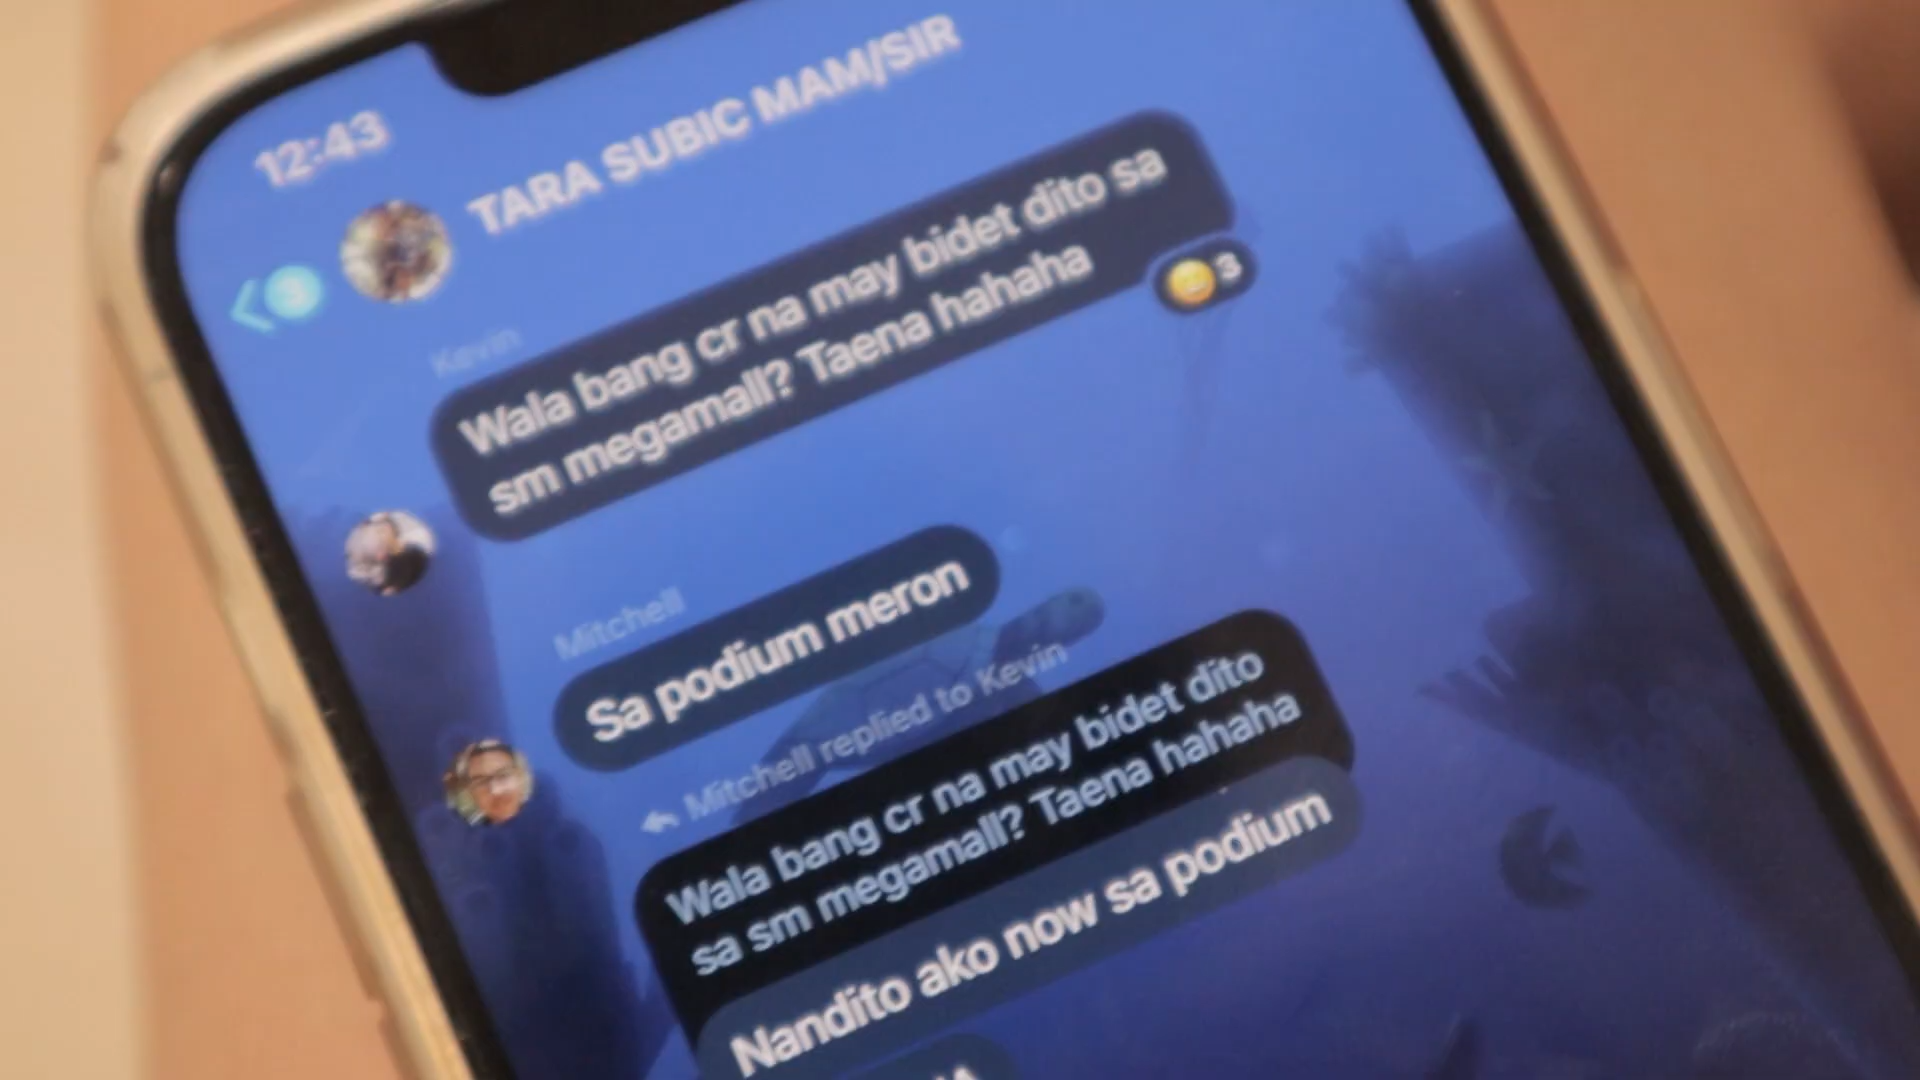 12:43
TARA SUBIC MAM/SIR
3
Kevin
Wala bang cr na may bidet dito sa
sm megamall? Taena hahaha
3
Mitchell
Sa podium meron
Mitchell replied to Kevin
Wala bang cr na may bidet dito
sa sm megamall? Taena hahaha
Nandito ako now sa podium